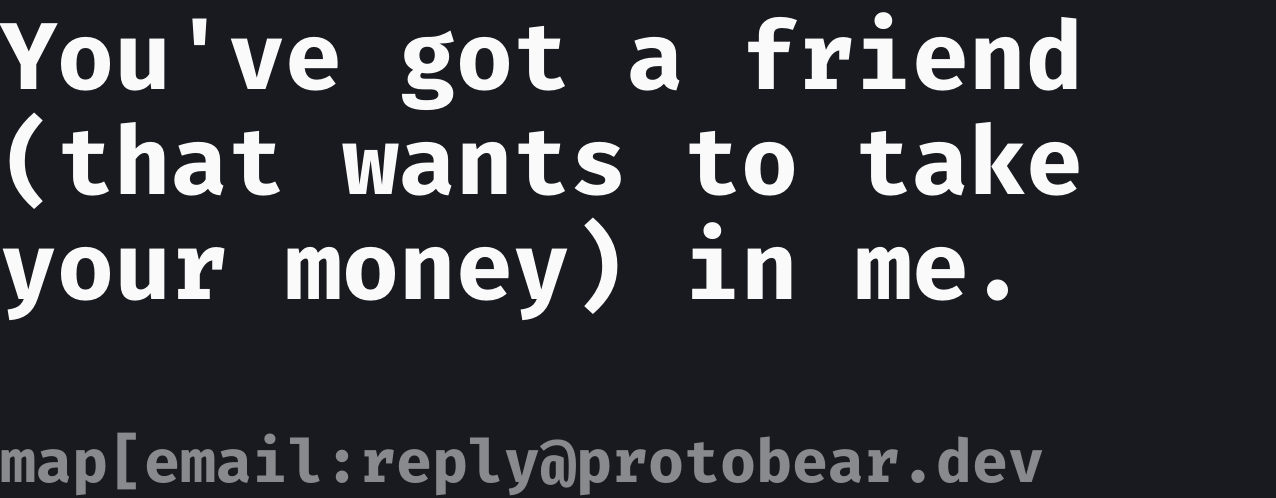 You've got a friend
(that wants to take
your money) in me.
map[email:reply@protobear.dev